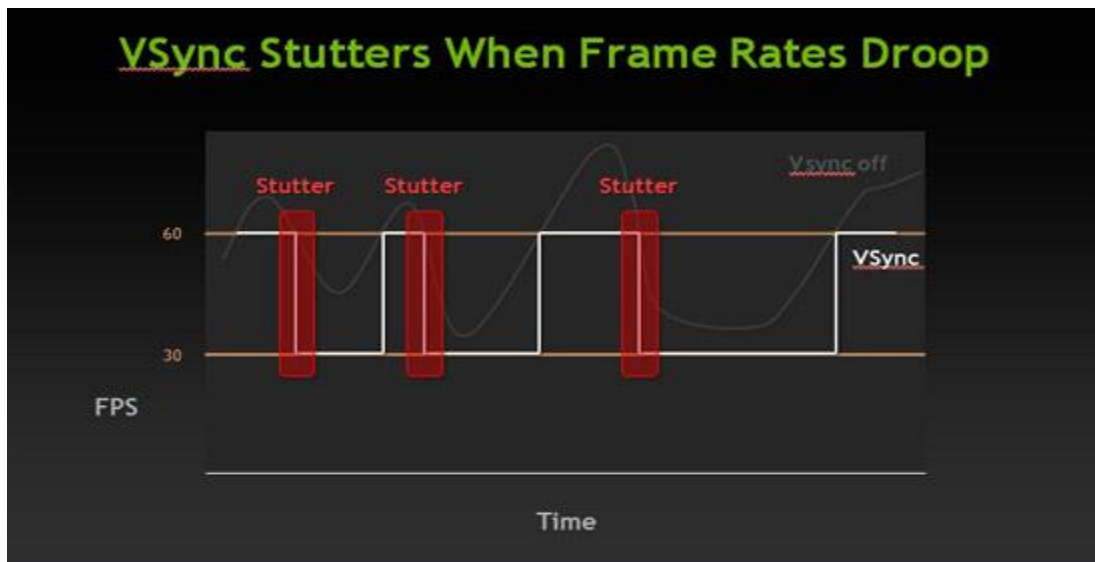 VSync Stutters When Frame Rates Droop
Vsync off
Stutter Stutter Stutter
60
VSync
30
FPS
Time